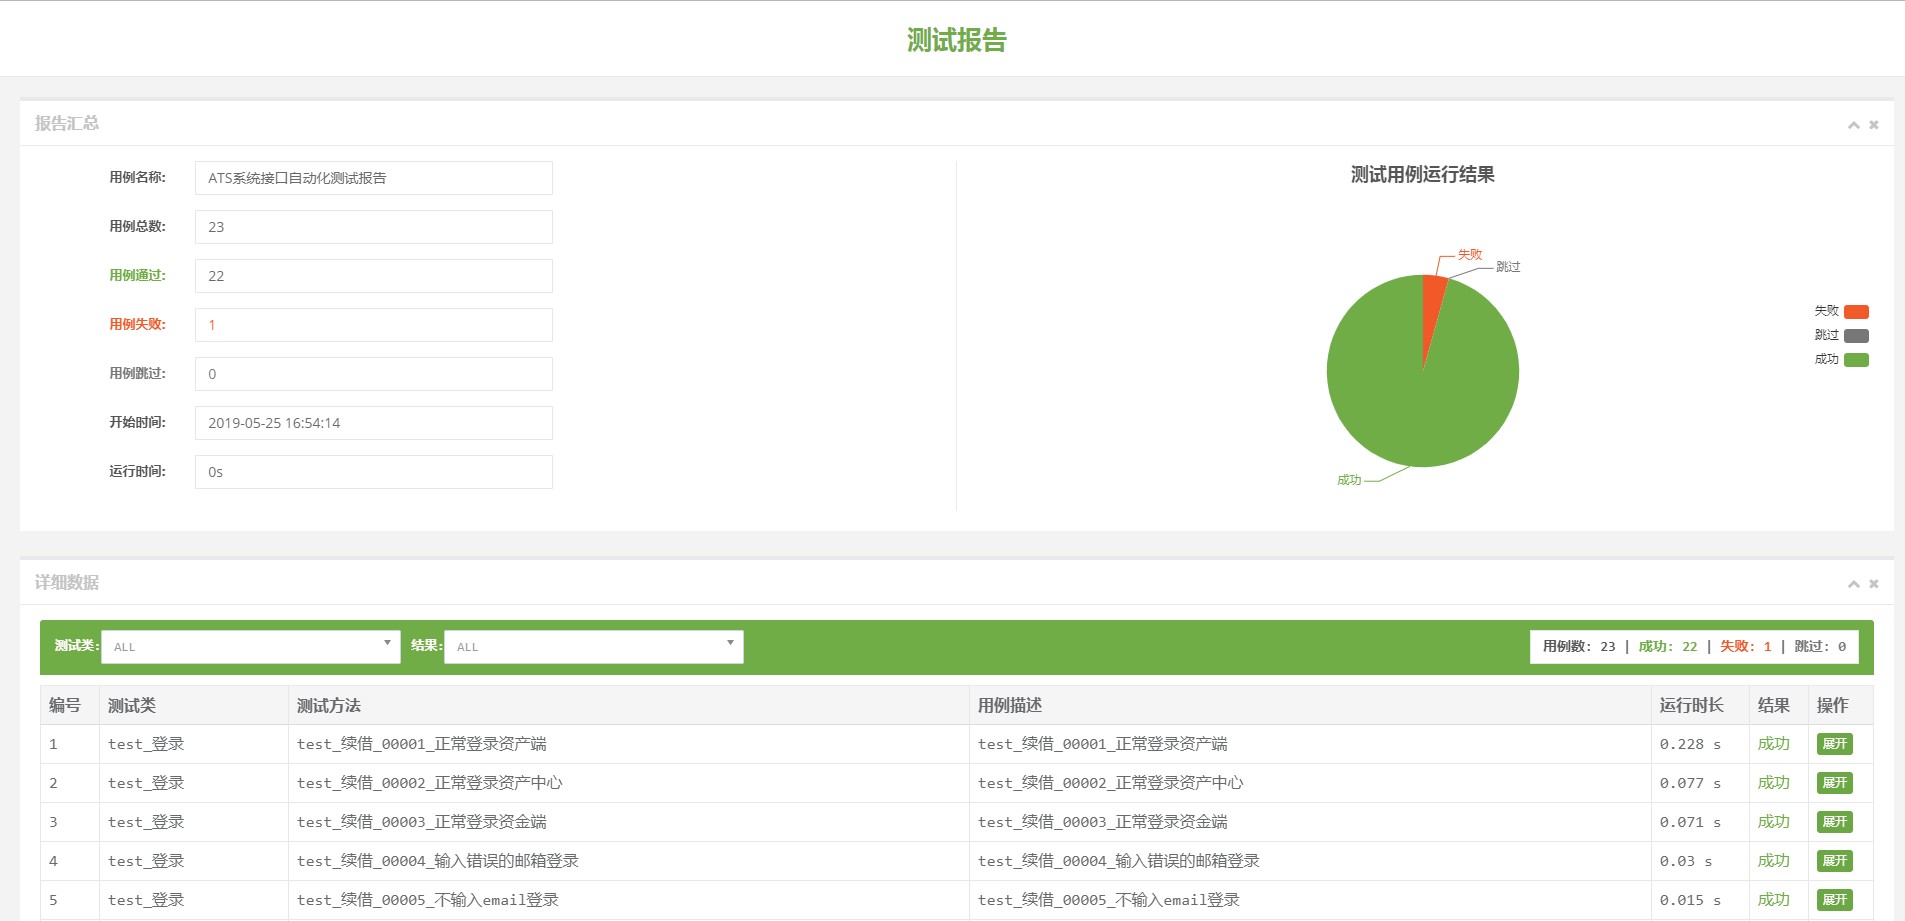 测试报告
报告汇总
用例名称: ATS系统接口自动化测试报告
用例总数: 23
用例通过: 22
用例失败: 1
用例跳过: 0
开始时间: 2019-05-25 16:54:14
运行时间: 0s
测试用例运行结果
失败
跳过
成功
失败
跳过
成功
详细数据
测试类: ALL 结果: ALL 用例数: 23 | 成功: 22 | 失败: 1 | 跳过: 0
编号 测试类 测试方法 用例描述 运行时长 结果 操作
1 test_登录 test_续借_00001_正常登录资产端 test_续借_00001_正常登录资产端 0.228 s 成功 展开
2 test_登录 test_续借_00002_正常登录资产中心 test_续借_00002_正常登录资产中心 0.077 s 成功 展开
3 test_登录 test_续借_00003_正常登录资金端 test_续借_00003_正常登录资金端 0.071 s 成功 展开
4 test_登录 test_续借_00004_输入错误的邮箱登录 test_续借_00004_输入错误的邮箱登录 0.03 s 成功 展开
5 test_登录 test_续借_00005_不输入email登录 test_续借_00005_不输入email登录 0.015 s 成功 展开